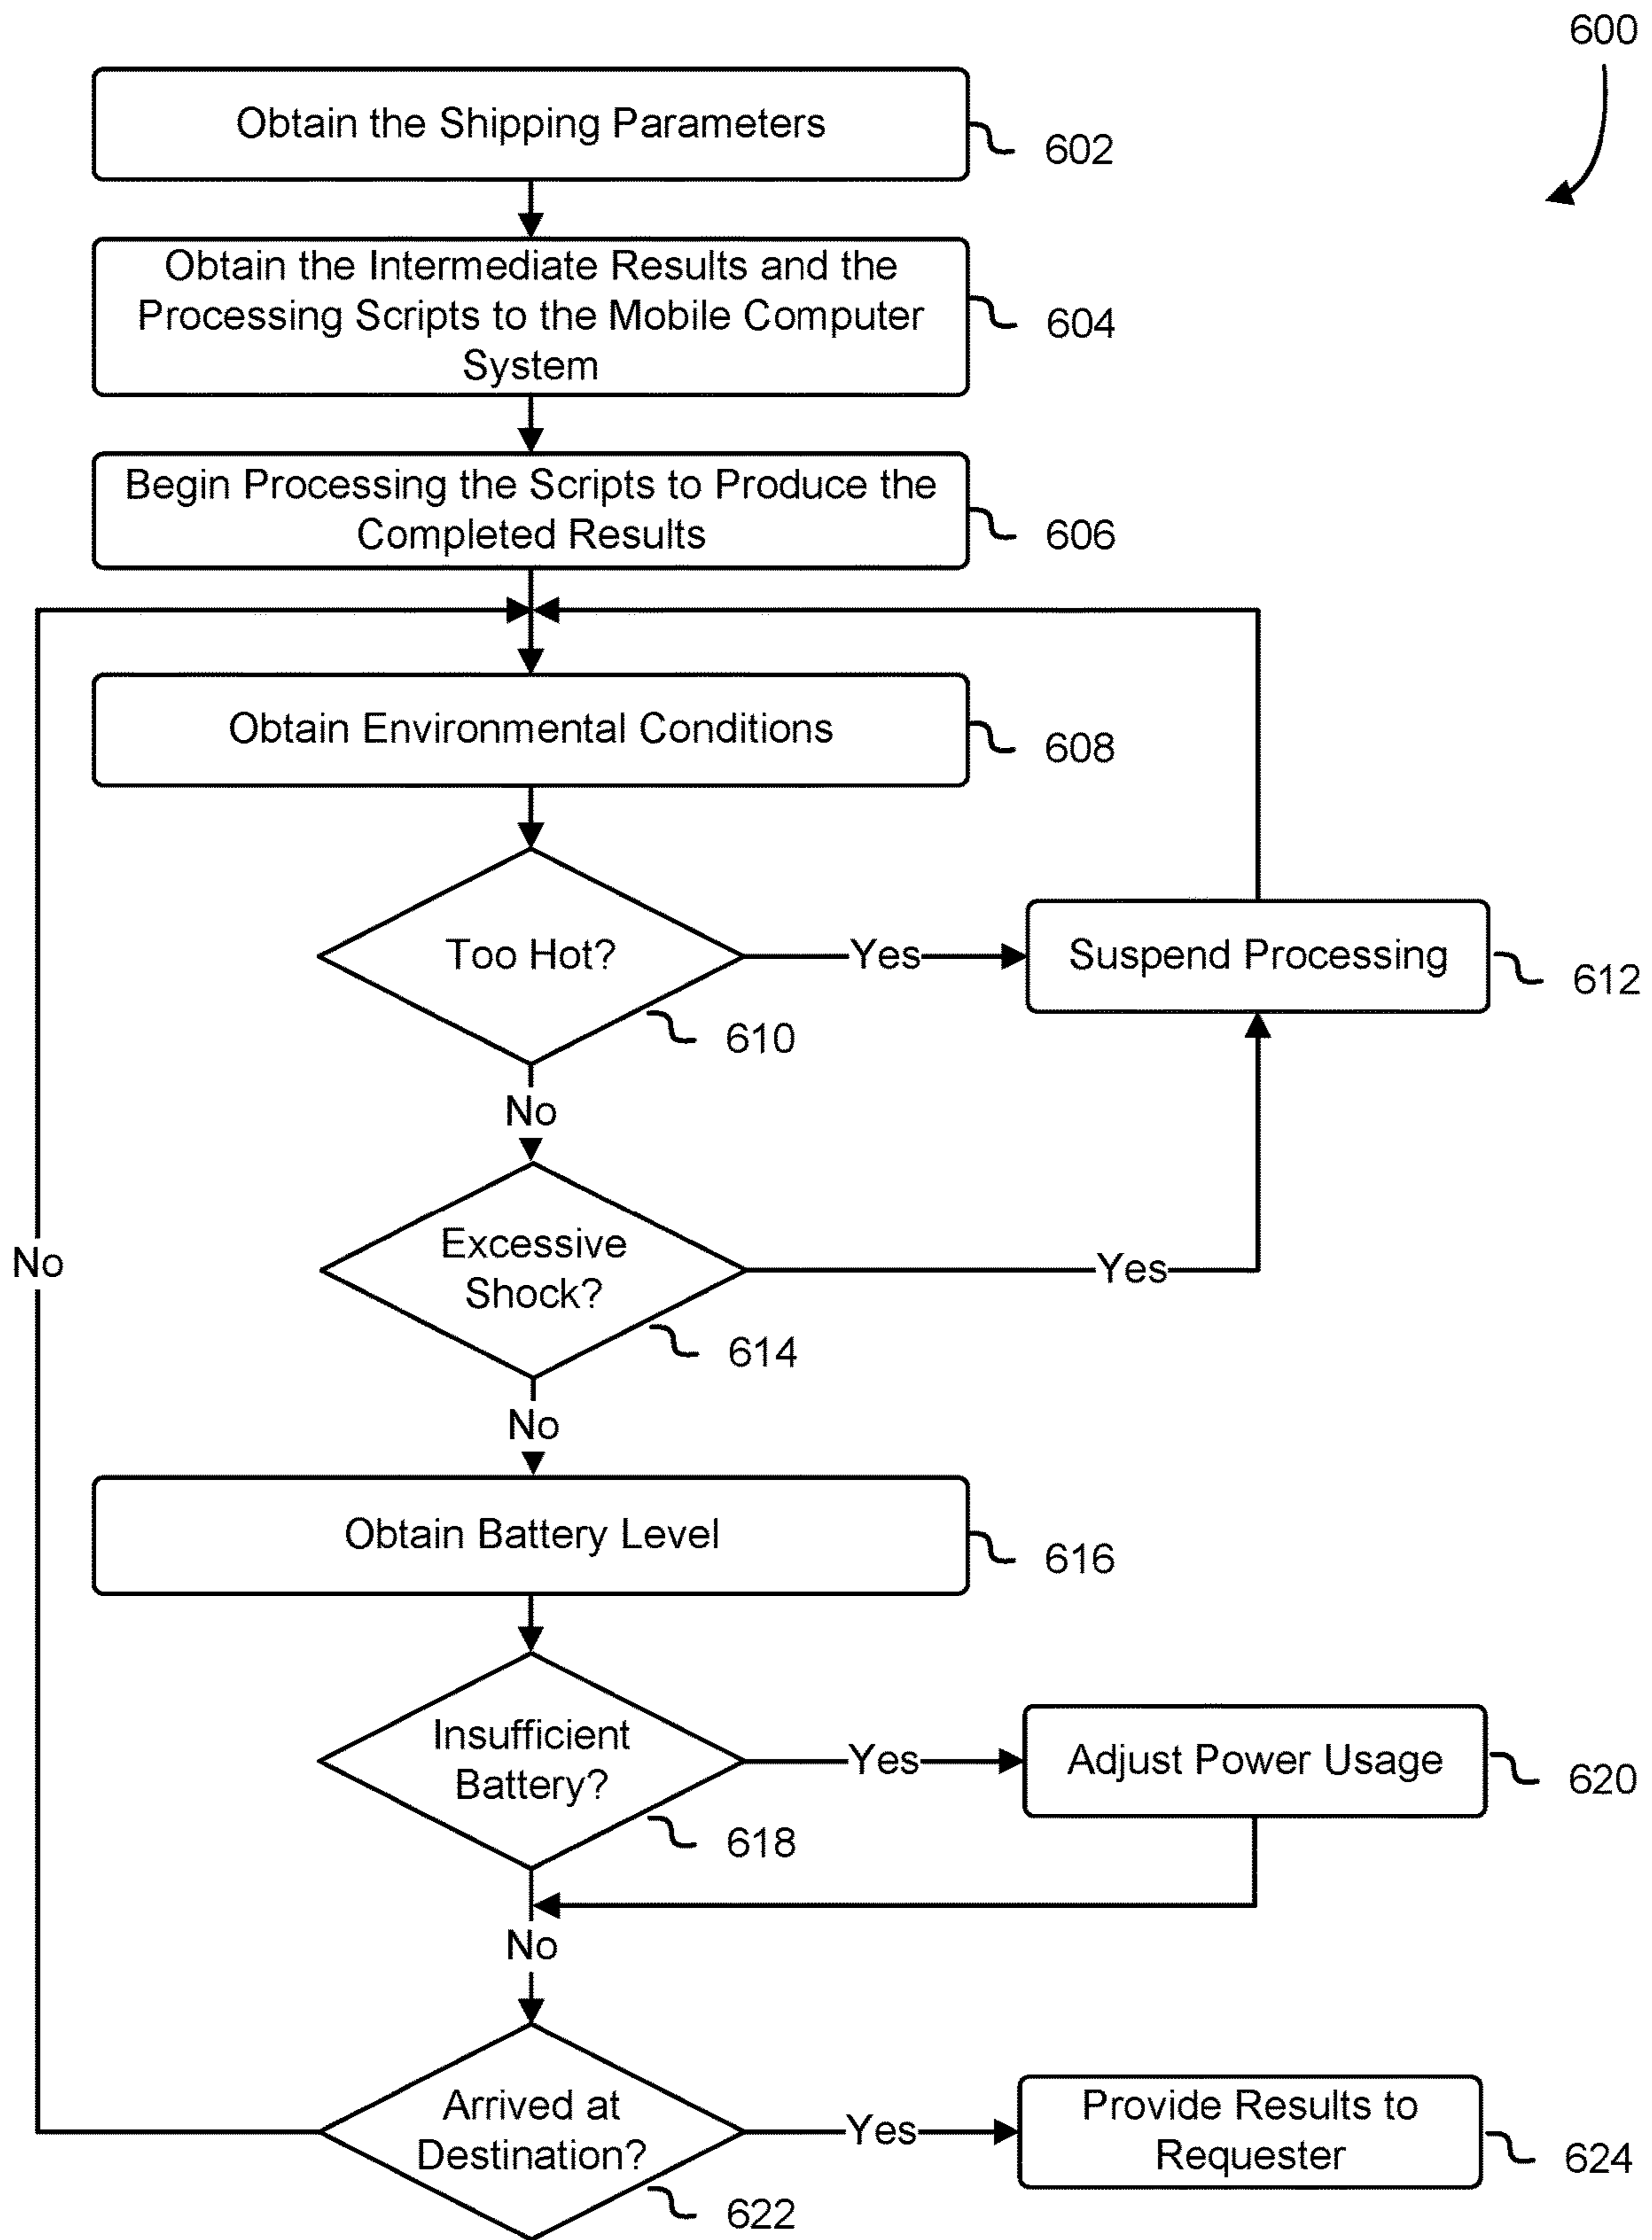 600
Obtain the Shipping Parameters
602
Obtain the Intermediate Results and the
Processing Scripts to the Mobile Computer
System
604
Begin Processing the Scripts to Produce the
Completed Results
606
Obtain Environmental Conditions
608
Too Hot?
Yes
Suspend Processing
612
610
No
Excessive
Shock?
Yes
614
No
No
Obtain Battery Level
616
Insufficient
Battery?
Yes
Adjust Power Usage
620
618
No
Arrived at
Destination?
Yes
Provide Results to
Requester
624
622